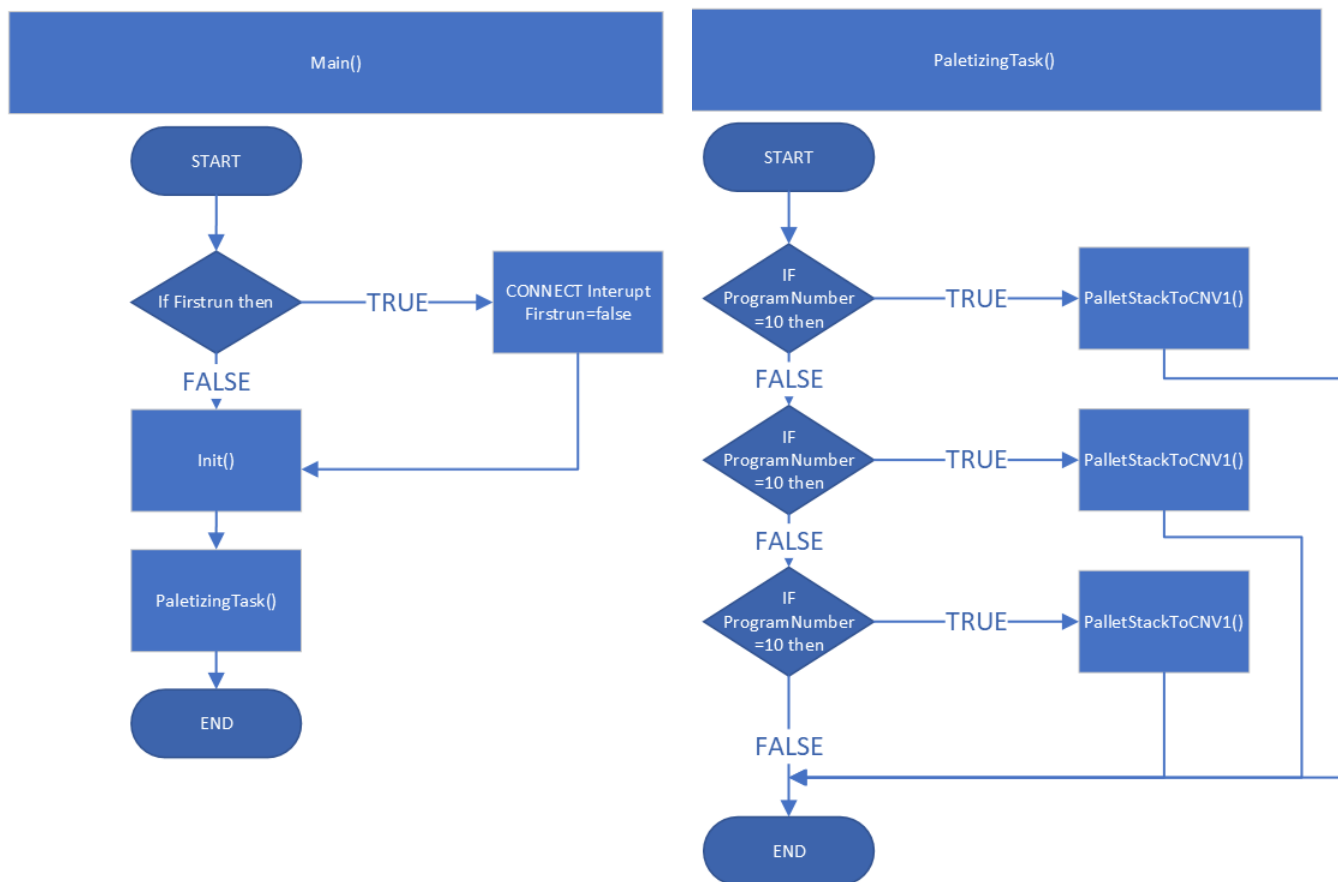 Main()
START
If Firstrun then
TRUE
CONNECT Interupt
Firstrun=false
FALSE
Init()
PaletizingTask()
END
PaletizingTask()
START
IF
ProgramNumber
=10 then
TRUE
PalletStackToCNV1()
FALSE
IF
ProgramNumber
=10 then
TRUE
PalletStackToCNV1()
FALSE
IF
ProgramNumber
=10 then
TRUE
PalletStackToCNV1()
FALSE
END